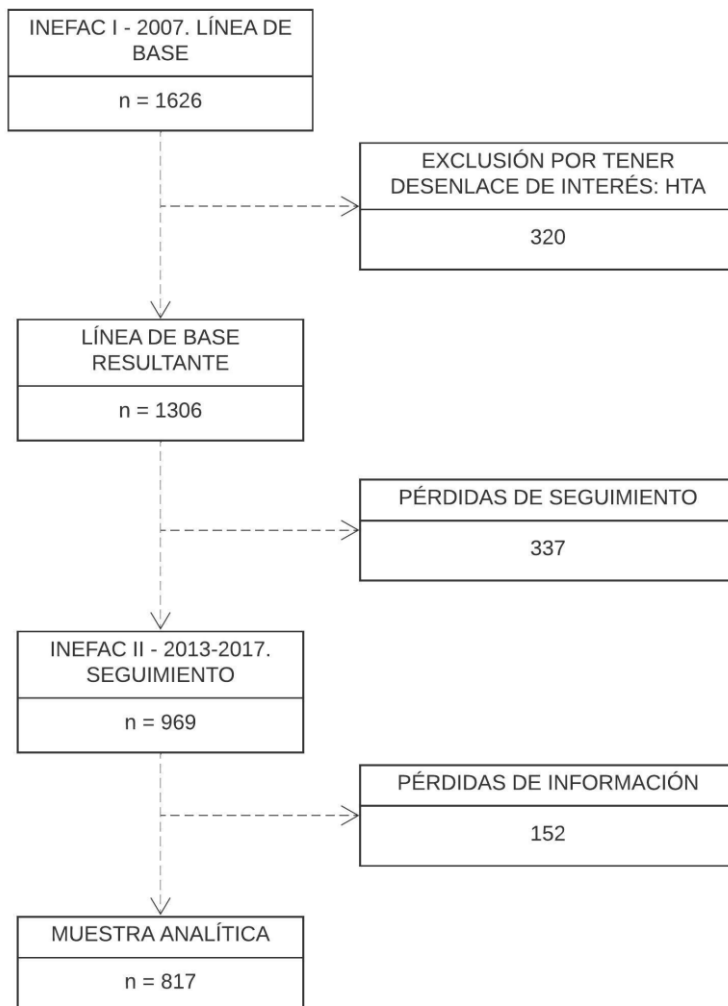 INEFAC I - 2007. LÍNEA DE
BASE
n = 1626
EXCLUSIÓN POR TENER
DESENLACE DE INTERÉS: HTA
320
LÍNEA DE BASE
RESULTANTE
n = 1306
PÉRDIDAS DE SEGUIMIENTO
337
INEFAC II - 2013-2017.
SEGUIMIENTO
n = 969
PÉRDIDAS DE INFORMACIÓN
152
MUESTRA ANALÍTICA
n = 817